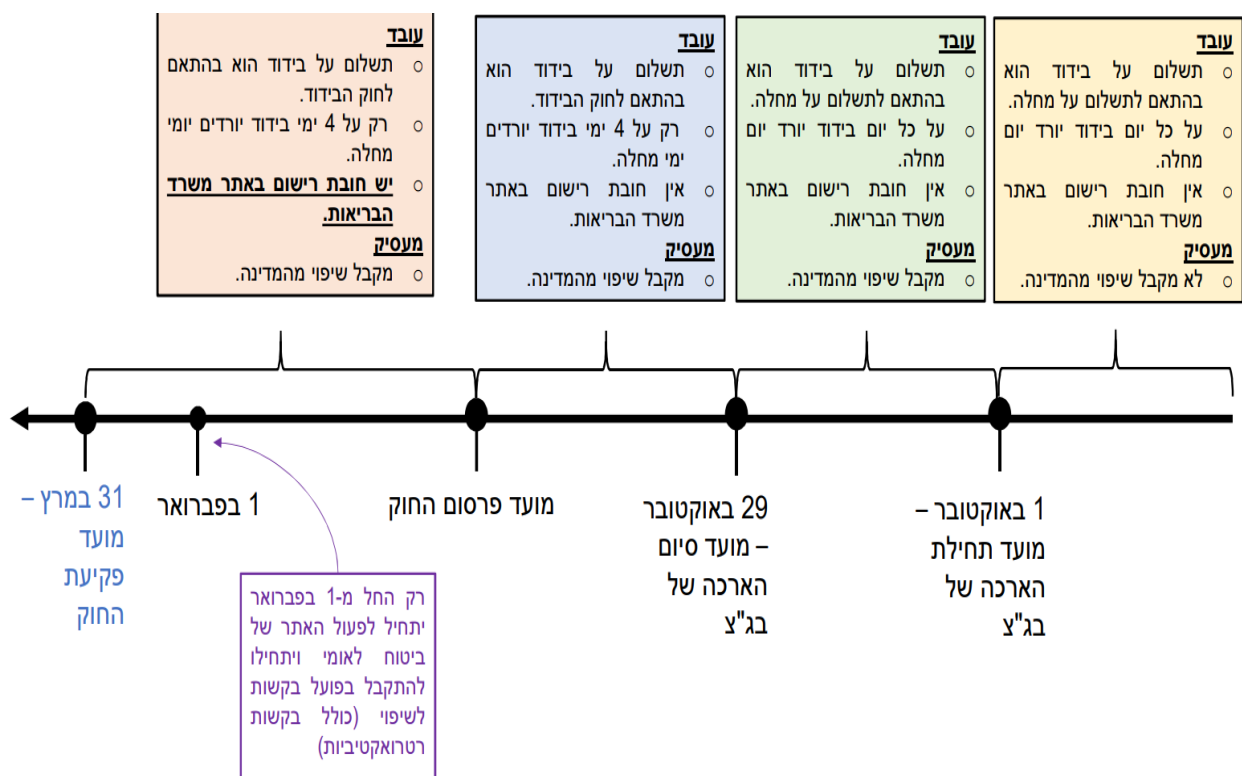 עובד
○ תשלום על בידוד הוא
בהתאם לתשלום על מחלה.
○ על כל יום בידוד יורד יום
מחלה.
○ אין חובת רישום באתר
משרד הבריאות.
מעסיק
○ לא מקבל שיפוי מהמדינה.
עובד
○ תשלום על בידוד הוא
בהתאם לתשלום על מחלה.
○ על כל יום בידוד יורד יום
מחלה.
○ אין חובת רישום באתר
משרד הבריאות.
מעסיק
○ מקבל שיפוי מהמדינה.
עובד
○ תשלום על בידוד הוא
בהתאם לחוק הבידוד.
○ רק על 4 ימי בידוד יורדים
ימי מחלה.
○ אין חובת רישום באתר
משרד הבריאות.
מעסיק
○ מקבל שיפוי מהמדינה.
עובד
○ תשלום על בידוד הוא בהתאם
לחוק הבידוד.
○ רק על 4 ימי בידוד יורדים יומי
מחלה.
○ יש חובת רישום באתר משרד
הבריאות.
מעסיק
○ מקבל שיפוי מהמדינה.
1 באוקטובר –
מועד תחילת
הארכה של
בג"צ
29 באוקטובר
– מועד סיום
הארכה של
בג"צ
מועד פרסום החוק
1 בפברואר
31 במרץ –
מועד
פקיעת
החוק
רק החל מ-1 בפברואר
יתחיל לפעול האתר של
ביטוח לאומי ויתחילו
להתקבל בפועל בקשות
לשיפוי (כולל בקשות
רטרואקטיביות)